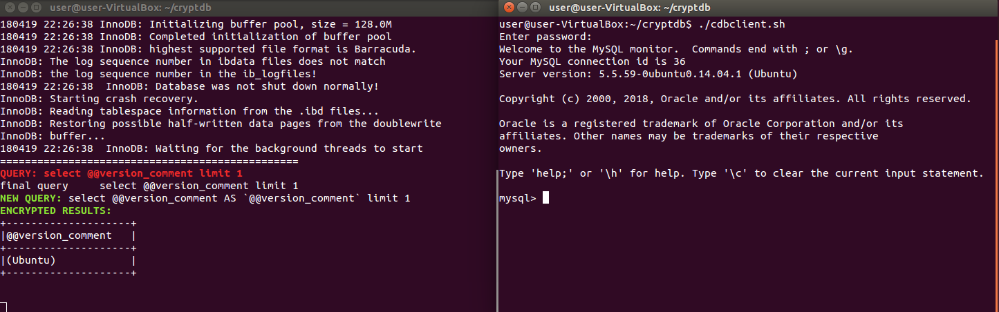 user@user-VirtualBox: ~/cryptdb
180419 22:26:38 InnoDB: Initializing buffer pool, size = 128.0M
180419 22:26:38 InnoDB: Completed initialization of buffer pool
180419 22:26:38 InnoDB: highest supported file format is Barracuda.
InnoDB: The log sequence number in ibdata files does not match
InnoDB: the log sequence number in the ib_logfiles!
180419 22:26:38  InnoDB: Database was not shut down normally!
InnoDB: Starting crash recovery.
InnoDB: Reading tablespace information from the .ibd files...
InnoDB: Restoring possible half-written data pages from the doublewrite
InnoDB: buffer...
180419 22:26:38  InnoDB: Waiting for the background threads to start
================================================
QUERY: select @@version_comment limit 1
final query     select @@version_comment limit 1
NEW QUERY: select @@version_comment AS `@@version_comment` limit 1
ENCRYPTED RESULTS:
+--------------------+
|@@version_comment   |
+--------------------+
|(Ubuntu)            |
+--------------------+
user@user-VirtualBox: ~/cryptdb
user@user-VirtualBox:~/cryptdb$ ./cdbclient.sh
Enter password:
Welcome to the MySQL monitor.  Commands end with ; or \g.
Your MySQL connection id is 36
Server version: 5.5.59-0ubuntu0.14.04.1 (Ubuntu)
Copyright (c) 2000, 2018, Oracle and/or its affiliates. All rights reserved.
Oracle is a registered trademark of Oracle Corporation and/or its
affiliates. Other names may be trademarks of their respective
owners.
Type 'help;' or '\h' for help. Type '\c' to clear the current input statement.
mysql>